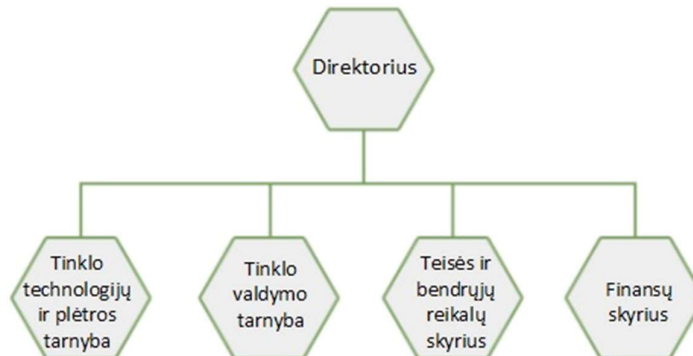 Direktorius
Tinklo
technologijų
ir plėtros
tarnyba
Tinklo
valdymo
tarnyba
Teisės ir
bendrųjų
reikalų
skyrius
Finansų
skyrius